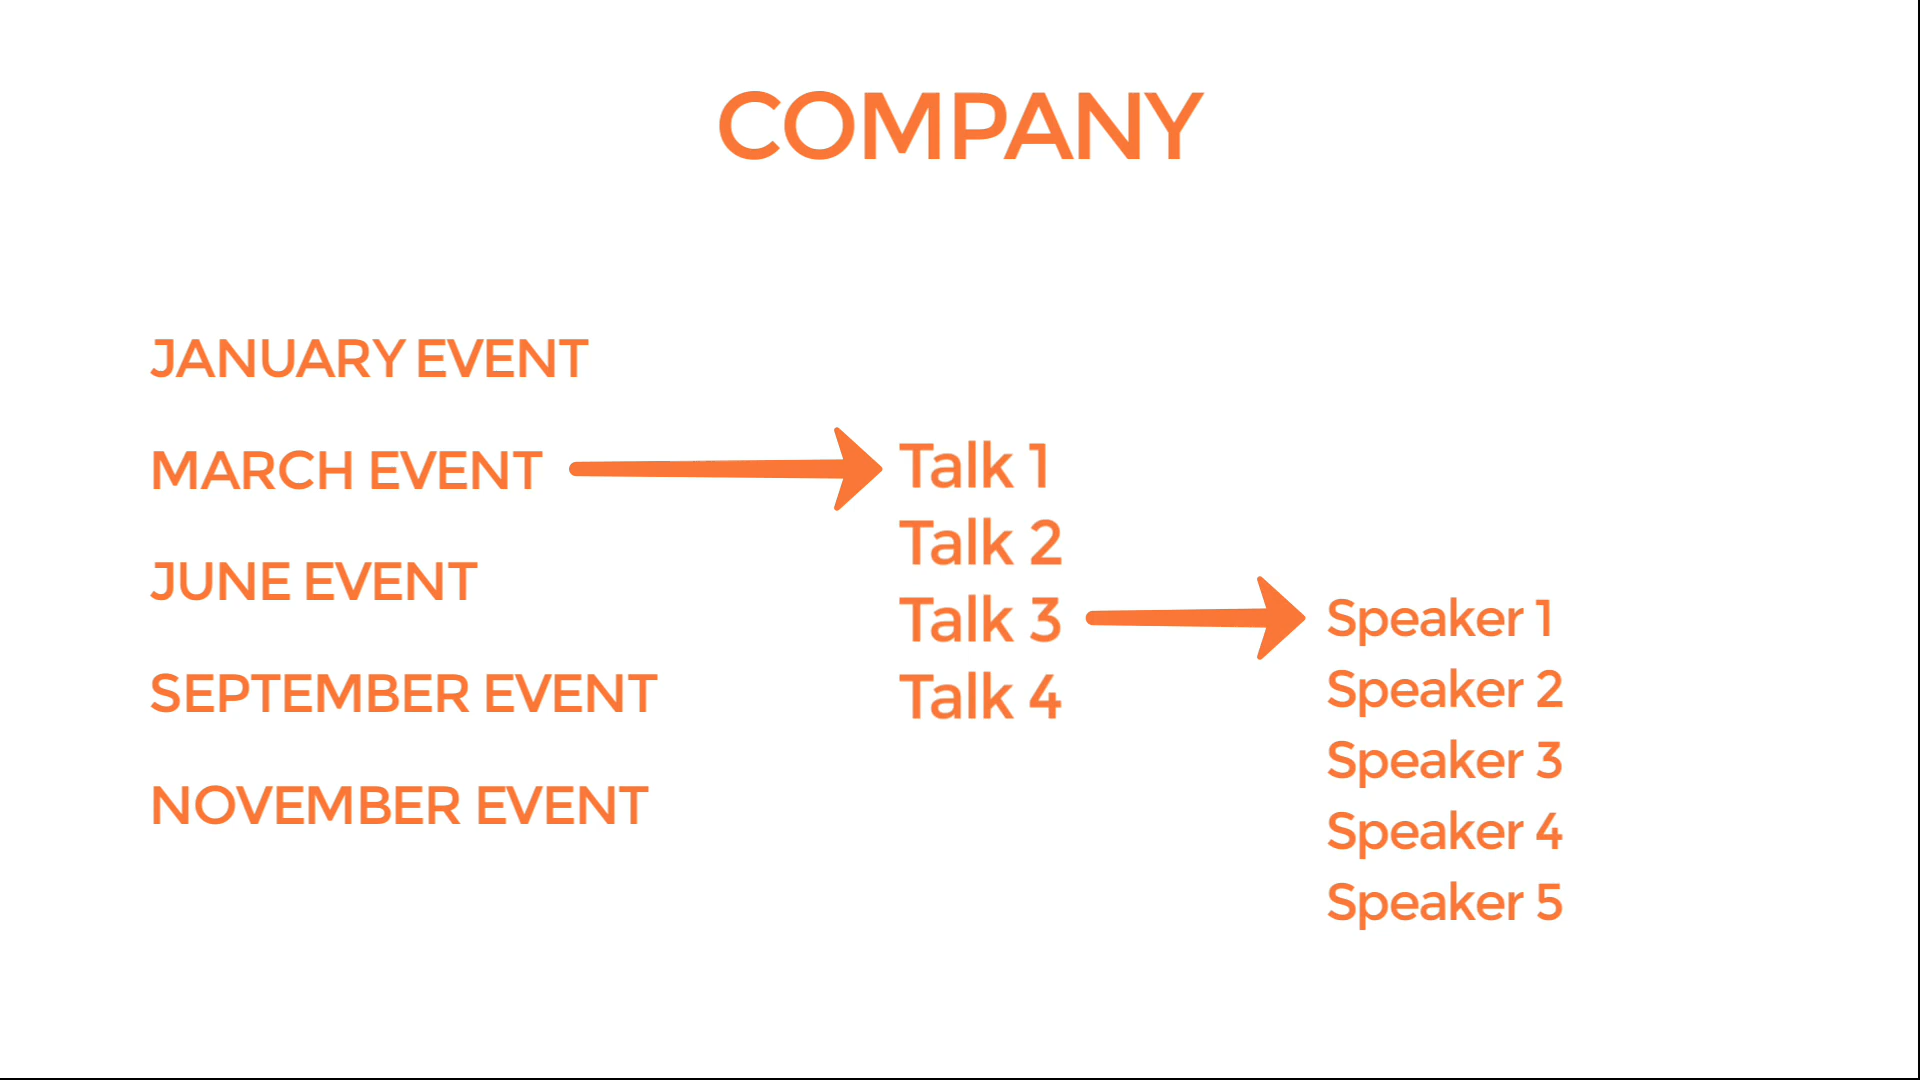 COMPANY
JANUARY EVENT
MARCH EVENT
JUNE EVENT
SEPTEMBER EVENT
NOVEMBER EVENT
Talk 1
Talk 2
Talk 3
Talk 4
Speaker 1
Speaker 2
Speaker 3
Speaker 4
Speaker 5